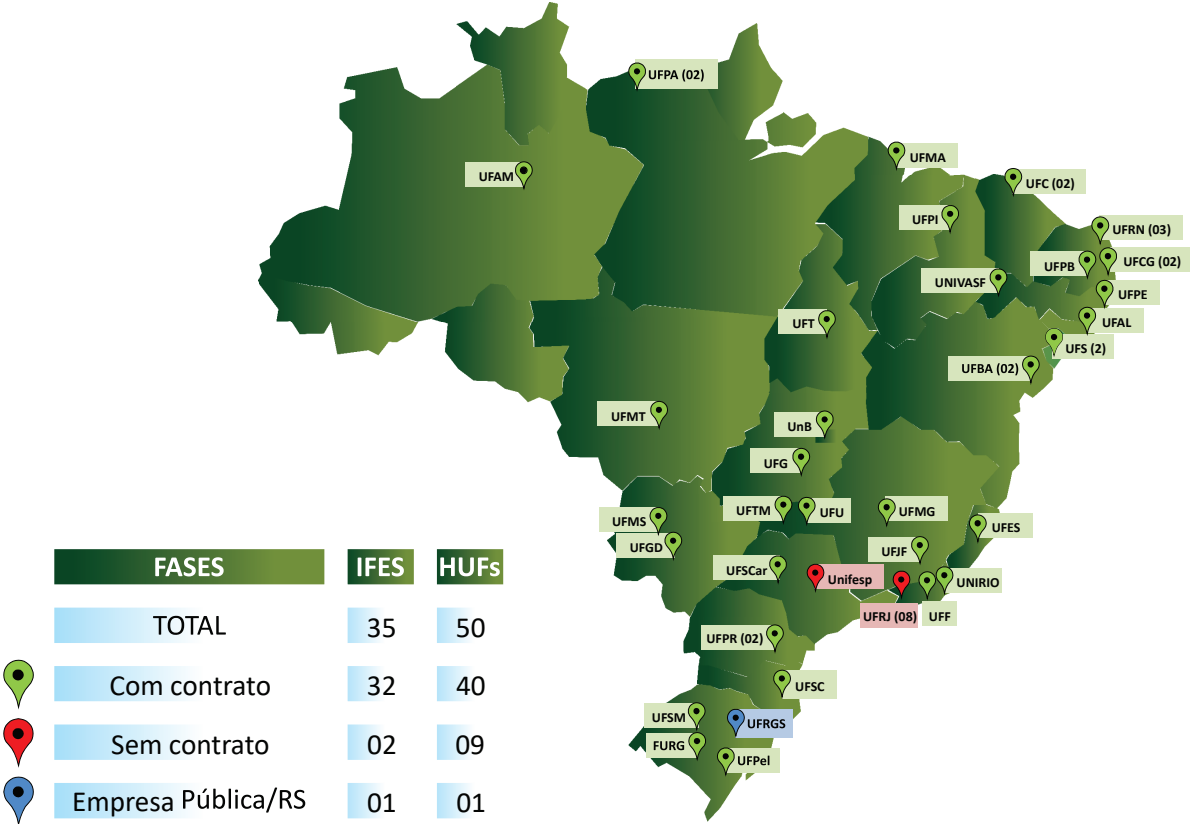 UFPA (02)
UFMA
UFAM
UFC (02)
UFPI
UFRN (03)
UFPB
UFCG (02)
UNIVASF
UFPE
UFT
UFAL
UFS (2)
UFBA (02)
UFMT
UnB
UFG
UFTM
UFU
UFMG
UFMS
UFES
UFGD
UFJF
UFSCar
Unifesp
UNIRIO
UFRJ (08)
UFF
UFPR (02)
UFSC
UFSM
UFRGS
FURG
UFPel
FASES IFES HUFs
TOTAL 35 50
Com contrato 32 40
Sem contrato 02 09
Empresa Pública/RS 01 01